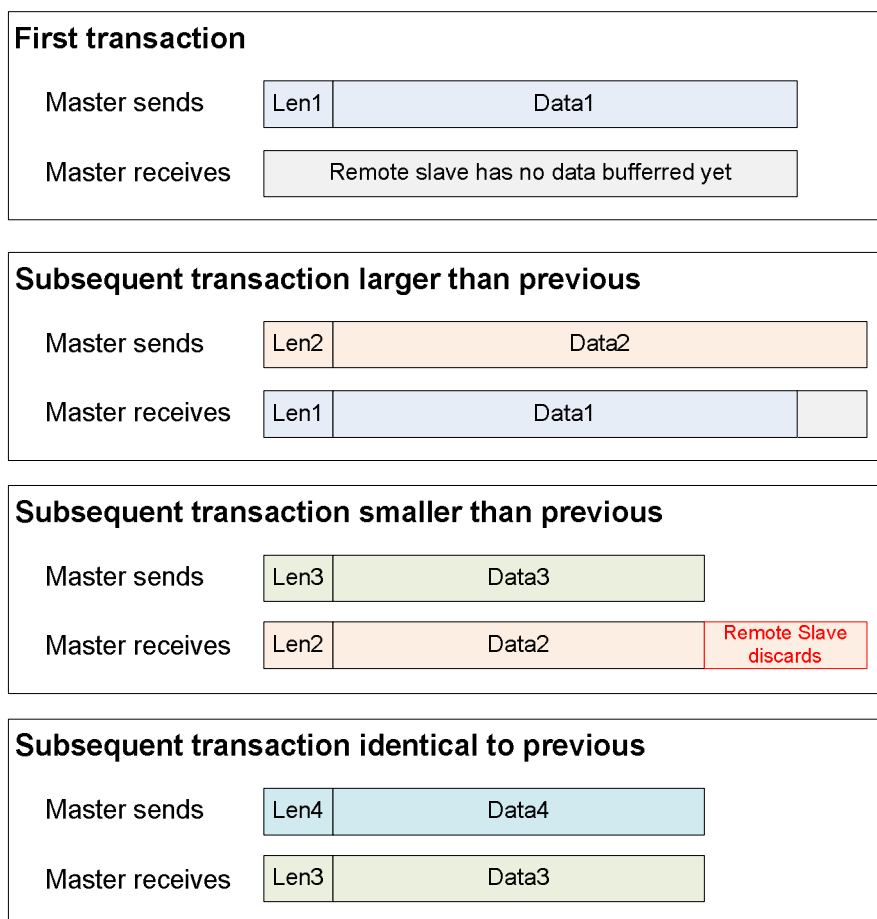 First transaction
Master sends Len1 Data1
Master receives Remote slave has no data bufferred yet
Subsequent transaction larger than previous
Master sends Len2 Data2
Master receives Len1 Data1
Subsequent transaction smaller than previous
Master sends Len3 Data3
Master receives Len2 Data2 Remote Slave
discards
Subsequent transaction identical to previous
Master sends Len4 Data4
Master receives Len3 Data3